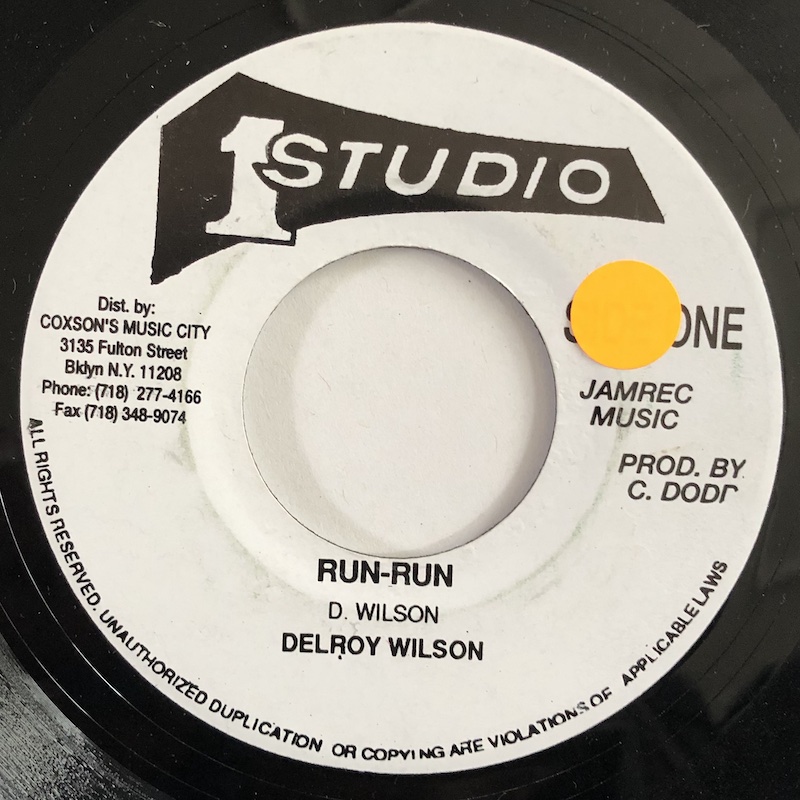 1 STUDIO
Dist. by:
COXSON'S MUSIC CITY
3135 Fulton Street
Bklyn N.Y. 11208
Phone: (718) 277-4166
Fax (718) 348-9074
ONE
JAMREC
MUSIC
PROD. BY
C. DODD
RUN-RUN
D. WILSON
DELROY WILSON
ALL RIGHTS RESERVED. UNAUTHORIZED DUPLICATION OR COPYING ARE VIOLATIONS OF APPLICABLE LAWS